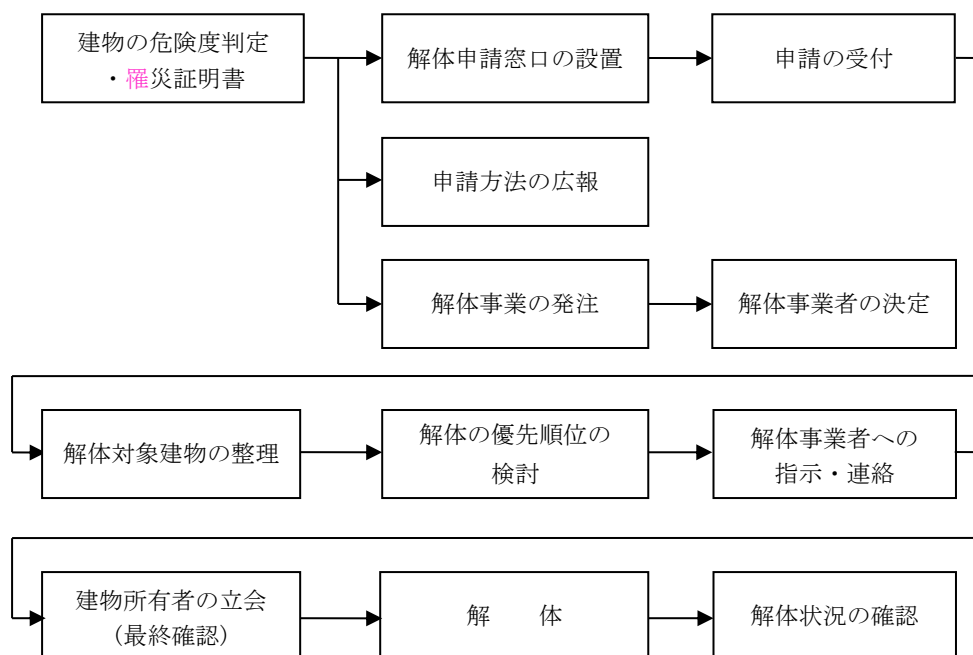 建物の危険度判定
・罹災証明書
解体申請窓口の設置
申請の受付
申請方法の広報
解体事業の発注
解体事業者の決定
解体対象建物の整理
解体の優先順位の
検討
解体事業者への
指示・連絡
建物所有者の立会
(最終確認)
解　　体
解体状況の確認